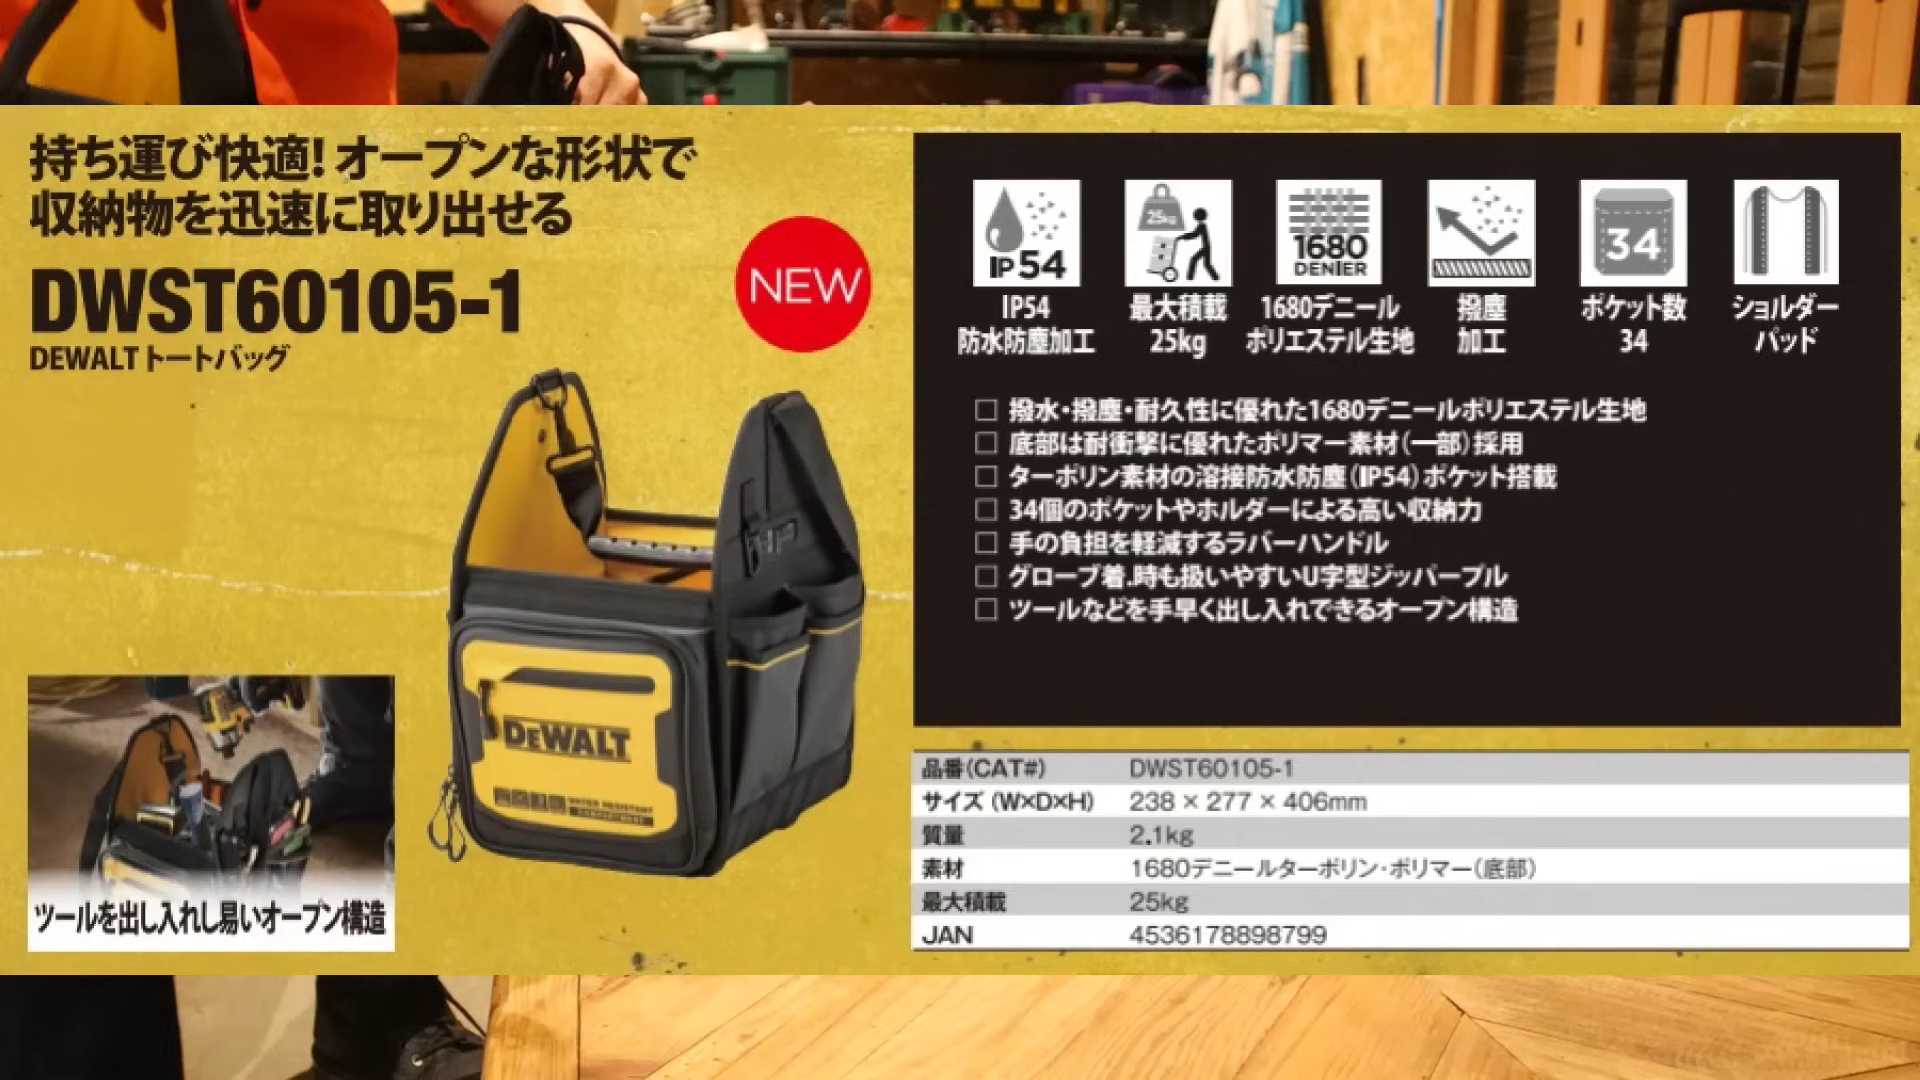 持ち運び快適! オープンな形状で
収納物を迅速に取り出せる
DWST60105-1
DEWALT トートバッグ
NEW
DEWALT
WATER RESISTANT
COMPARTMENT
ツールを出し入れし易いオープン構造
IP54
25kg
1680
DENIER
34
IP54
防水防塵加工
最大積載
25kg
1680デニール
ポリエステル生地
撥塵
加工
ポケット数
34
ショルダー
パッド
□ 撥水・撥塵・耐久性に優れた1680デニールポリエステル生地
□ 底部は耐衝撃に優れたポリマー素材(一部)採用
□ ターポリン素材の溶接防水防塵(IP54)ポケット搭載
□ 34個のポケットやホルダーによる高い収納力
□ 手の負担を軽減するラバーハンドル
□ グローブ着.時も扱いやすいU字型ジッパープル
□ ツールなどを手早く出し入れできるオープン構造
品番(CAT#) DWST60105-1
サイズ (W×D×H) 238 × 277 × 406mm
質量 2.1kg
素材 1680デニールターポリン・ポリマー(底部)
最大積載 25kg
JAN 4536178898799